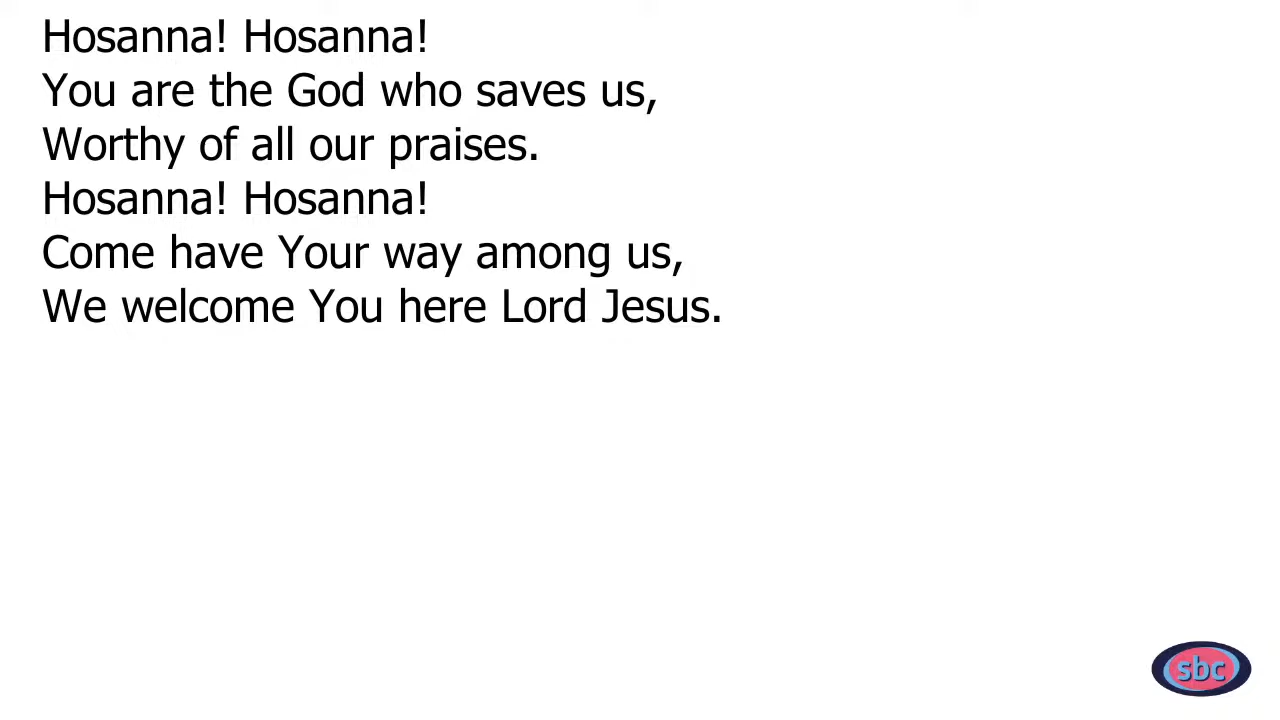 Hosanna! Hosanna!
You are the God who saves us,
Worthy of all our praises.
Hosanna! Hosanna!
Come have Your way among us,
We welcome You here Lord Jesus.
sbc